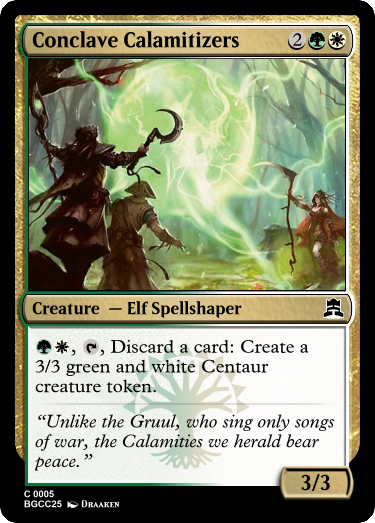 Conclave Calamitizers 2
Creature — Elf Spellshaper
, , Discard a card: Create a
3/3 green and white Centaur
creature token.
“Unlike the Gruul, who sing only songs
of war, the Calamities we herald bear
peace.”
3/3
C 0005
BGCC25 Draaken